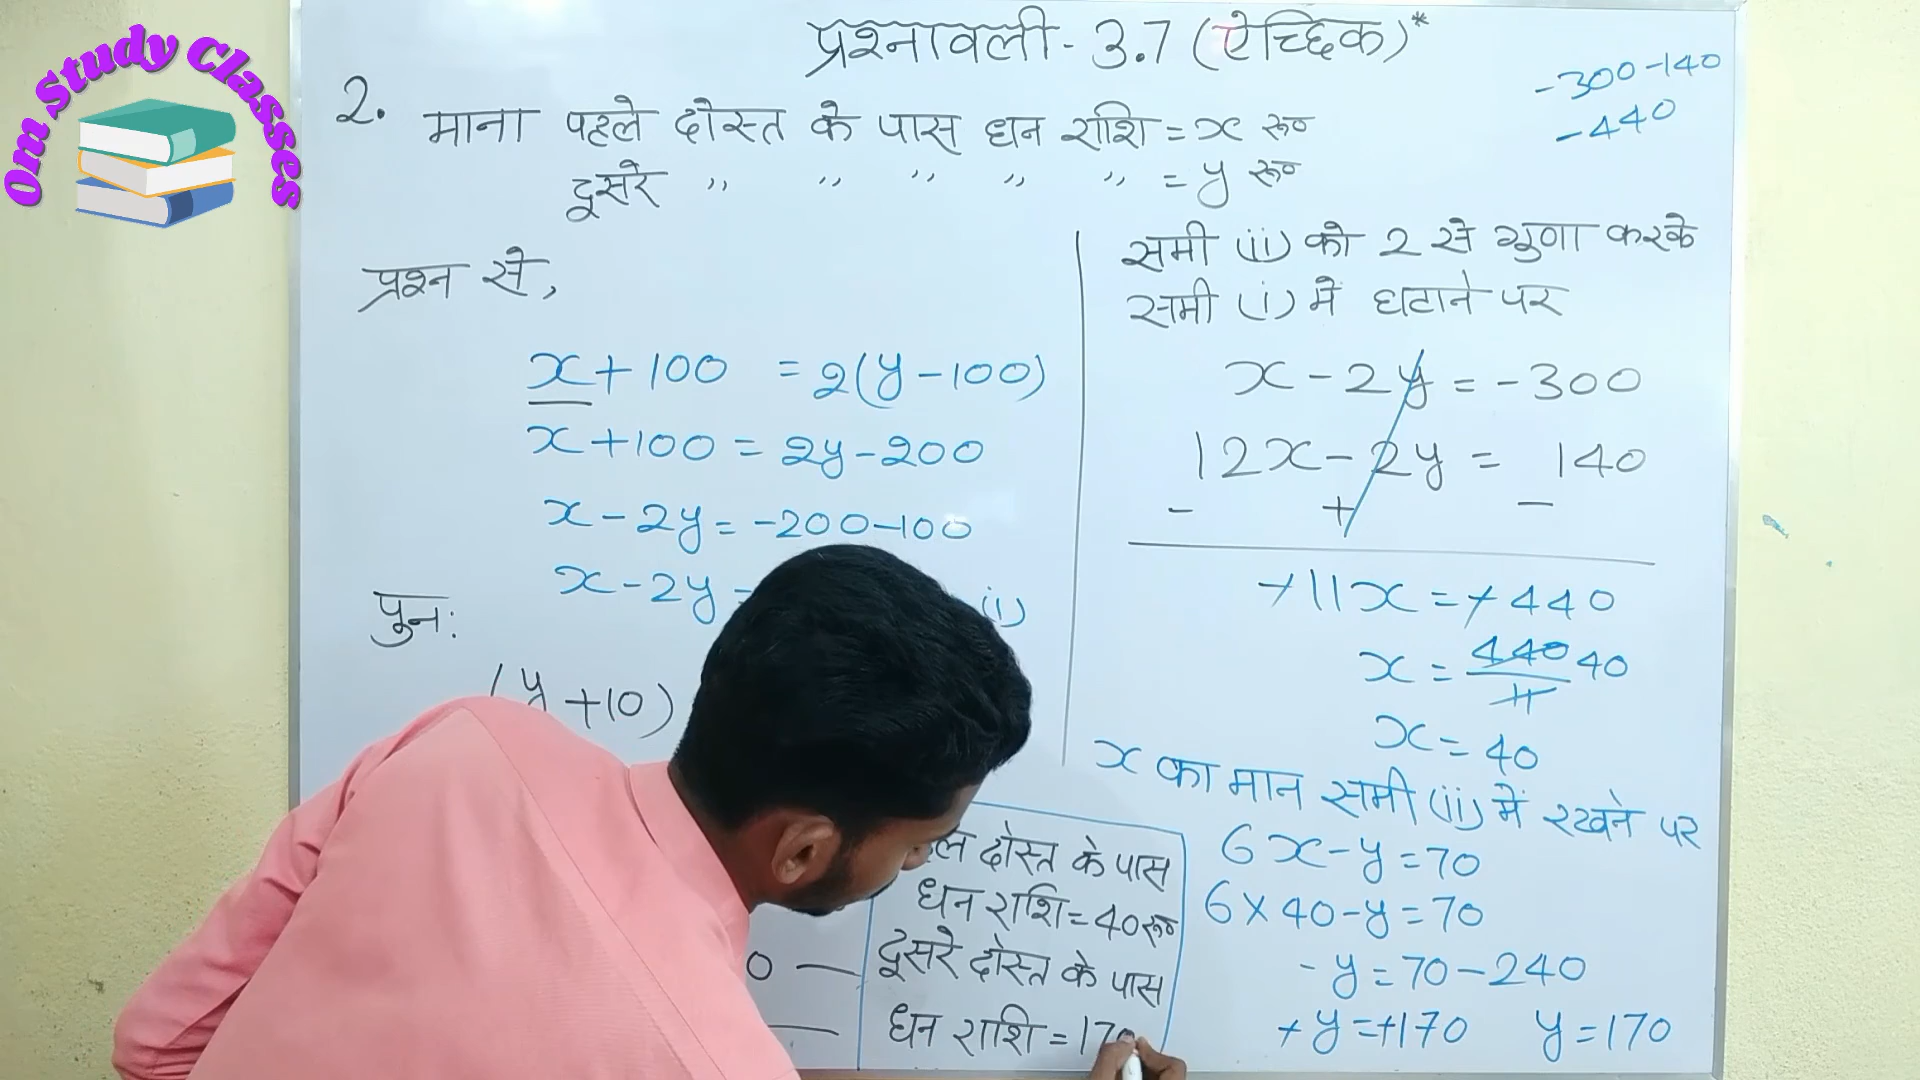 Om Study Classes
प्रश्नावली - 3.7 (ऐच्छिक)*
-300-140
-440
2. माना पहले दोस्त के पास धन राशि = x रू०
दूसरे ,, ,, ,, ,, ,, = y रू०
प्रश्न से,
x+100 = 2(y-100)
x+100 = 2y-200
x-2y = -200-100
x-2y = (i)
पुन:
(y+10)
0 —
—
दोस्त के पास
धन राशि = 40 रू०
दूसरे दोस्त के पास
धन राशि = 170
समी (ii) को 2 से गुणा करके
समी (i) में घटाने पर
x - 2y = -300
12x - 2y = 140
- + -
-11x = -440
x = 440/11 40
x = 40
x का मान समी (ii) में रखने पर
6x - y = 70
6×40-y = 70
-y = 70-240
+y = +170 y = 170